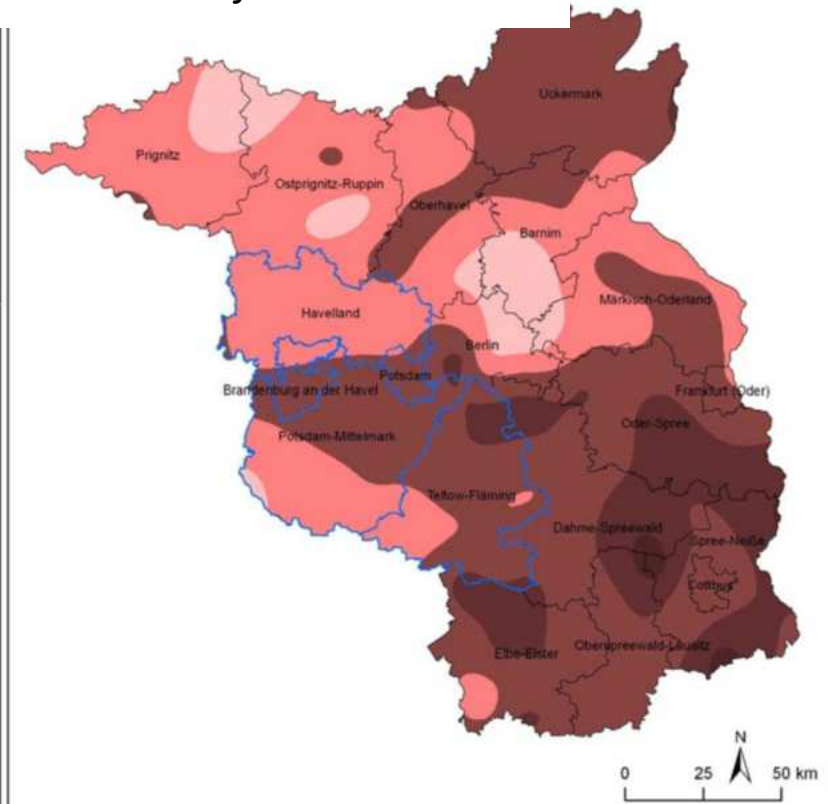 Uckermark
Prignitz
Ostprignitz-Ruppin
Oberhavel
Barnim
Havelland
Märkisch-Oderland
Berlin
Potsdam
Brandenburg an der Havel
Frankfurt (Oder)
Oder-Spree
Potsdam-Mittelmark
Teltow-Fläming
Dahme-Spreewald
Spree-Neiße
Cottbus
Elbe-Elster
Oberspreewald-Lausitz
N
0 25 50 km